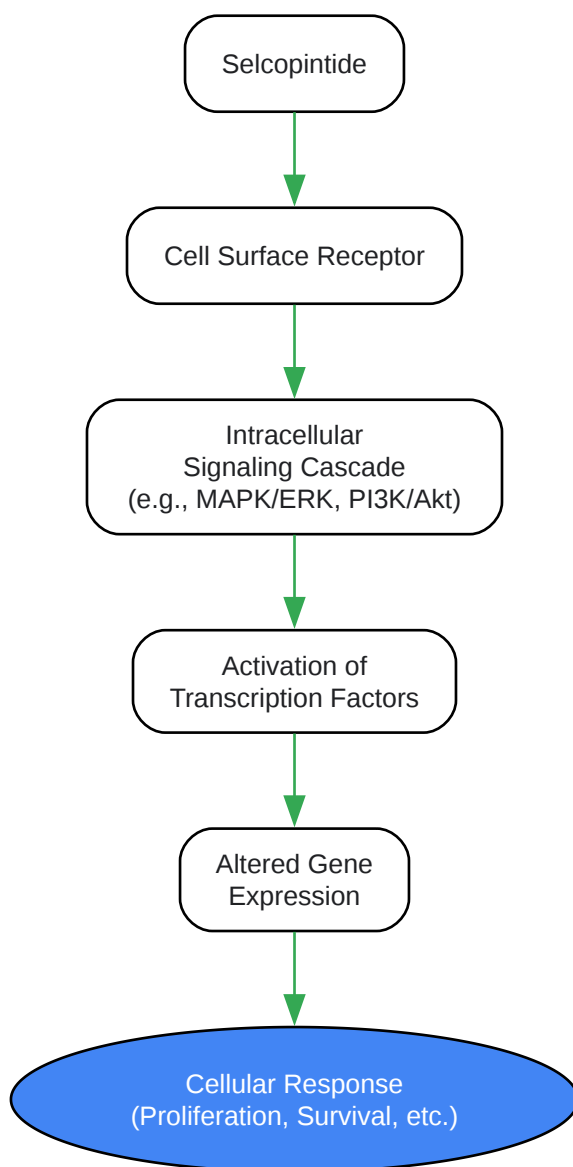 Selcopintide
Cell Surface Receptor
Intracellular
Signaling Cascade
(e.g., MAPK/ERK, PI3K/Akt)
Activation of
Transcription Factors
Altered Gene
Expression
Cellular Response
(Proliferation, Survival, etc.)